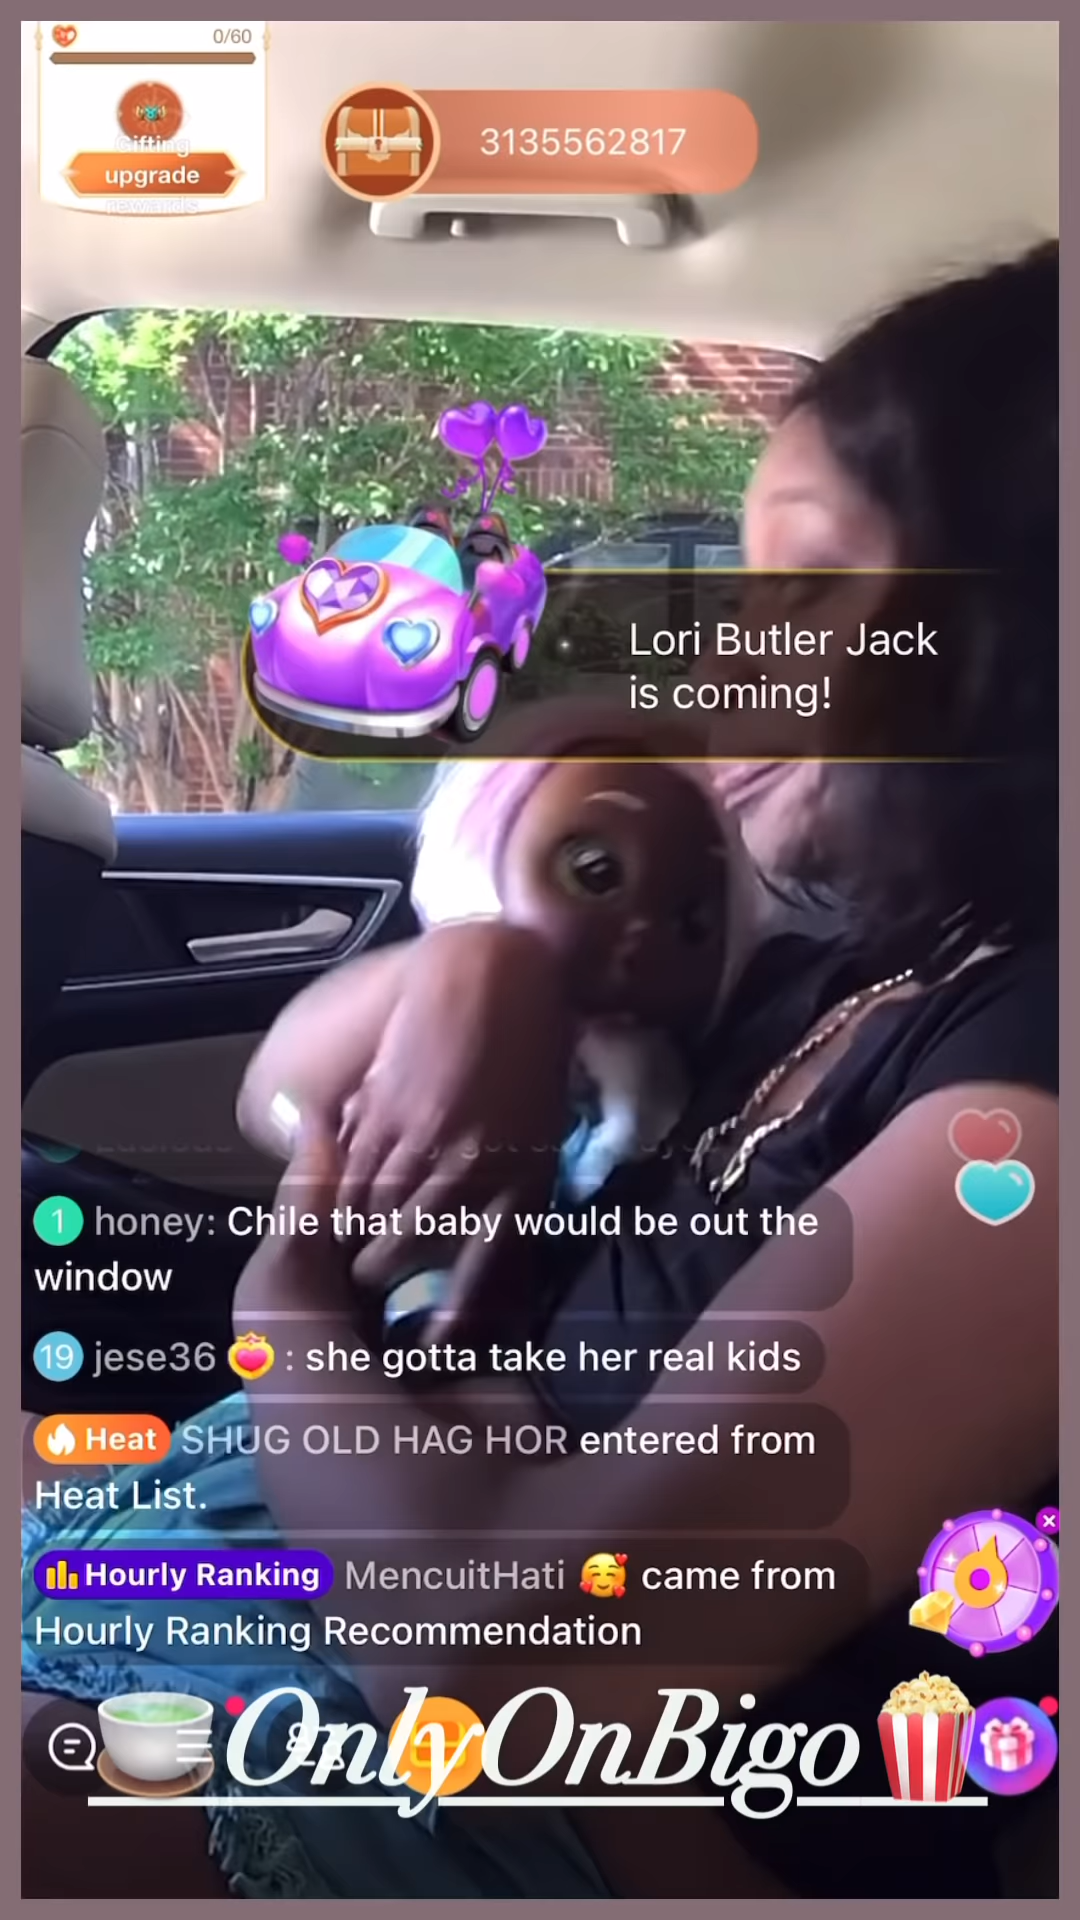 0/60
Gifting
upgrade
rewards
3135562817
Lori Butler Jack
is coming!
1 honey: Chile that baby would be out the
window
19 jese36 : she gotta take her real kids
Heat SHUG OLD HAG HOR entered from
Heat List.
Hourly Ranking MencuitHati came from
Hourly Ranking Recommendation
OnlyOnBigo